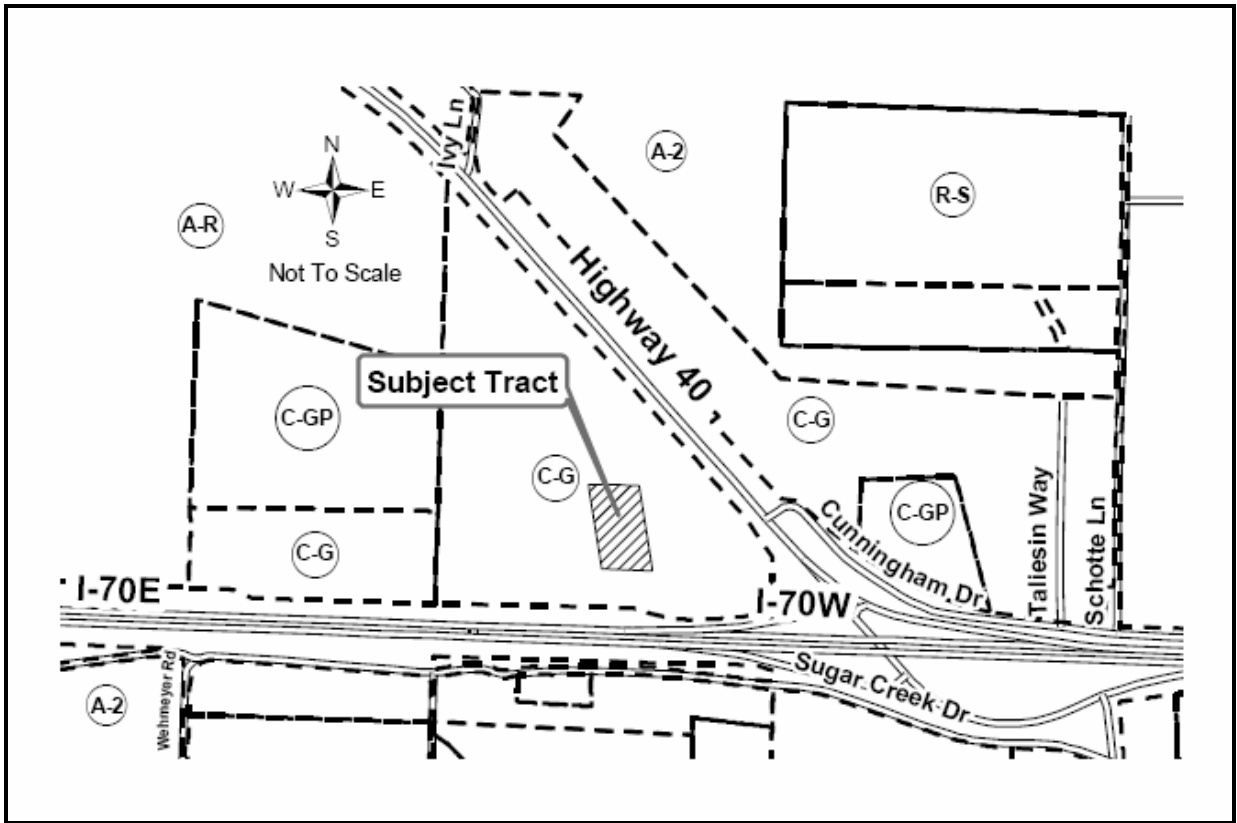 Ivy Ln
A-2
N
W E
S
Not To Scale
A-R
R-S
Highway 40
Subject Tract
C-GP
C-G
C-G
C-GP
C-G
Cunningham Dr
Taliesin Way
Schotte Ln
I-70E
I-70W
Sugar Creek Dr
Wehmeyer Rd
A-2